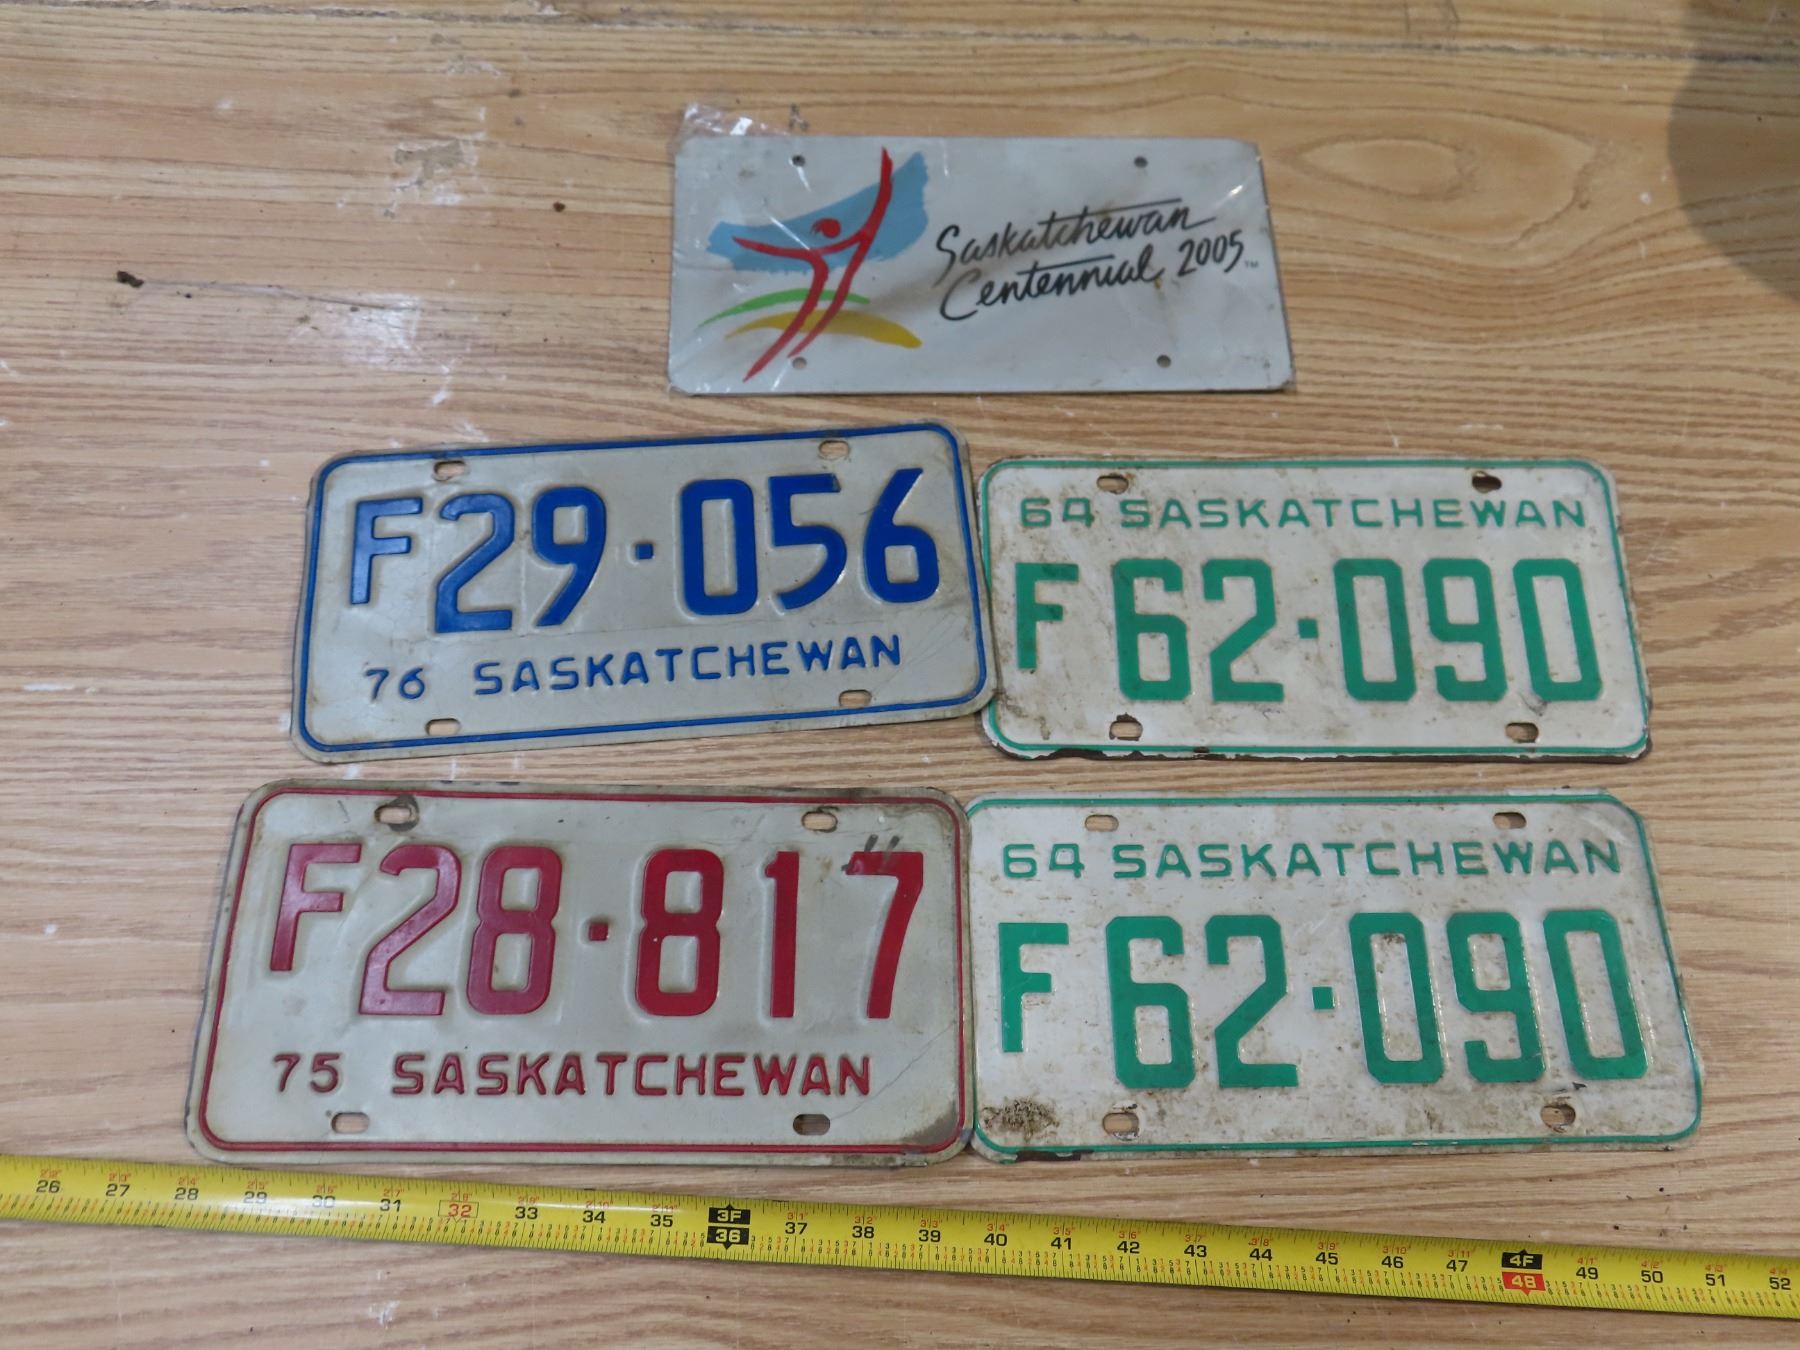 Saskatchewan
Centennial 2005™
F29·056
76 SASKATCHEWAN
64 SASKATCHEWAN
F62·090
F28·817
75 SASKATCHEWAN
64 SASKATCHEWAN
F62·090
26 27 28 29 30 31 32 33 34 35 3F 36 37 38 39 40 41 42 43 44 45 46 47 4F 48 49 50 51 52